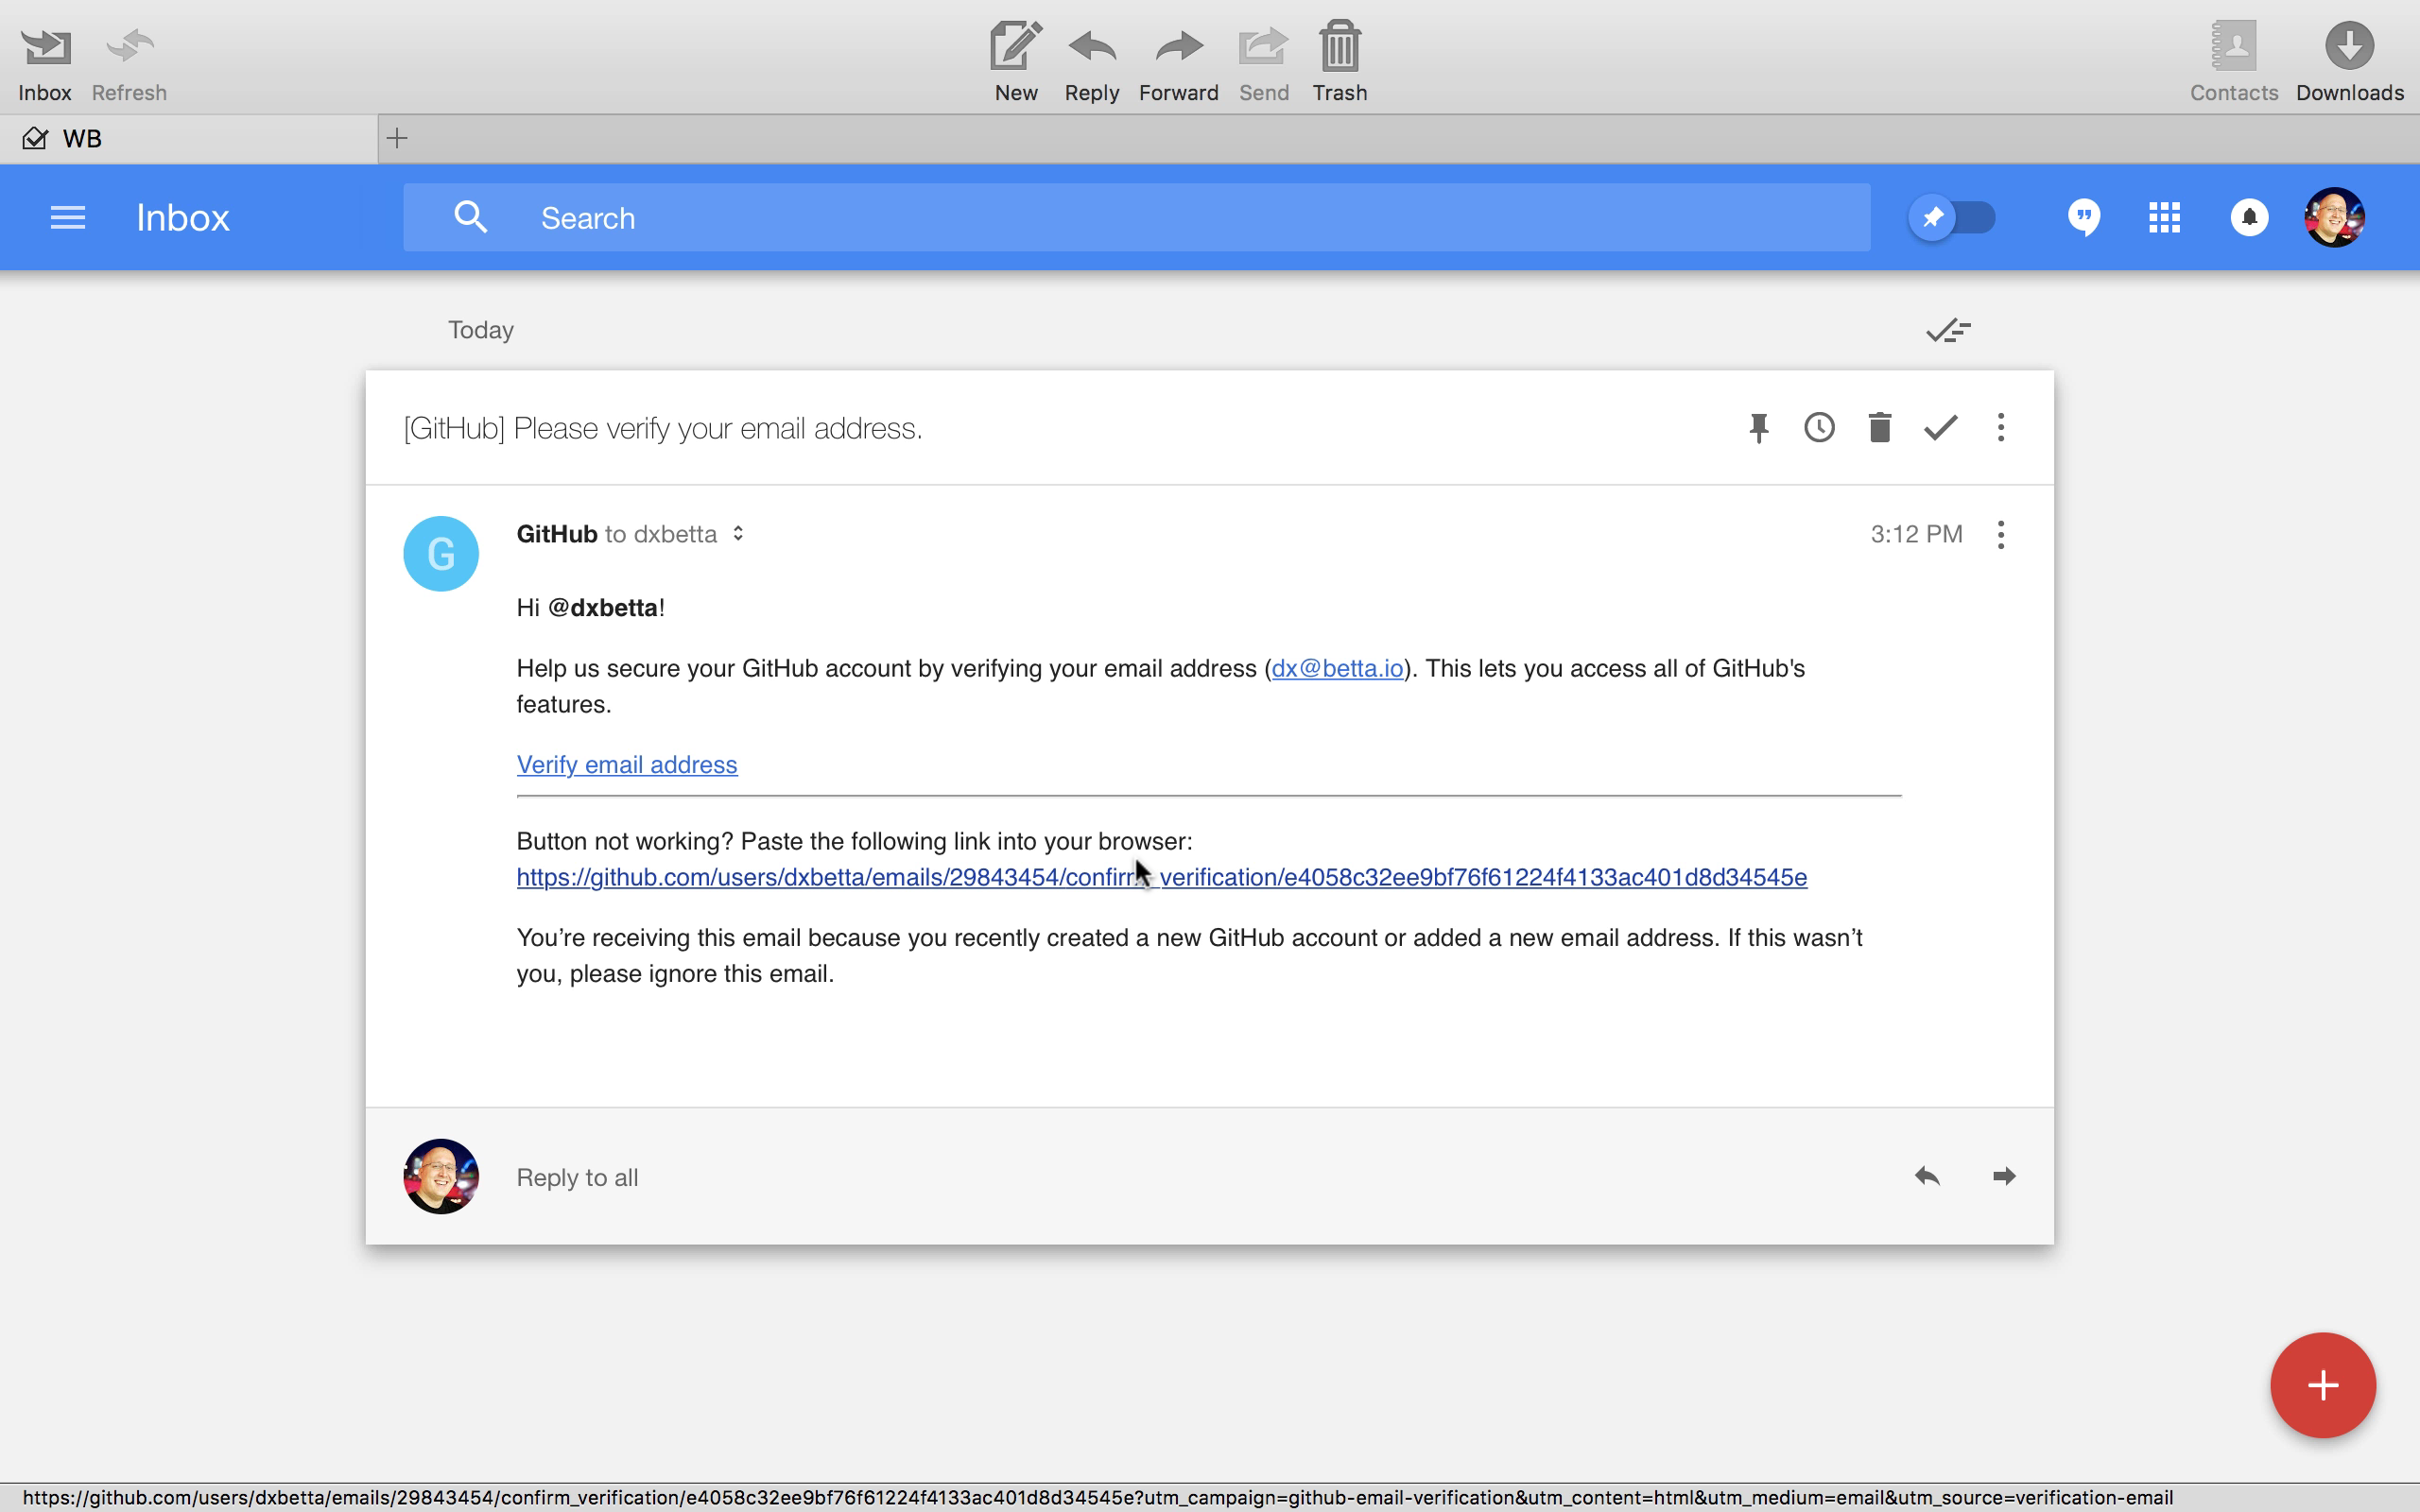 Inbox Refresh New Reply Forward Send Trash Contacts Downloads
WB
Inbox Search
Today
[GitHub] Please verify your email address.
G GitHub to dxbetta 3:12 PM
Hi @dxbetta!
Help us secure your GitHub account by verifying your email address (dx@betta.io). This lets you access all of GitHub's
features.
Verify email address
Button not working? Paste the following link into your browser:
https://github.com/users/dxbetta/emails/29843454/confirm_verification/e4058c32ee9bf76f61224f4133ac401d8d34545e
You’re receiving this email because you recently created a new GitHub account or added a new email address. If this wasn’t
you, please ignore this email.
Reply to all
https://github.com/users/dxbetta/emails/29843454/confirm_verification/e4058c32ee9bf76f61224f4133ac401d8d34545e?utm_campaign=github-email-verification&utm_content=html&utm_medium=email&utm_source=verification-email